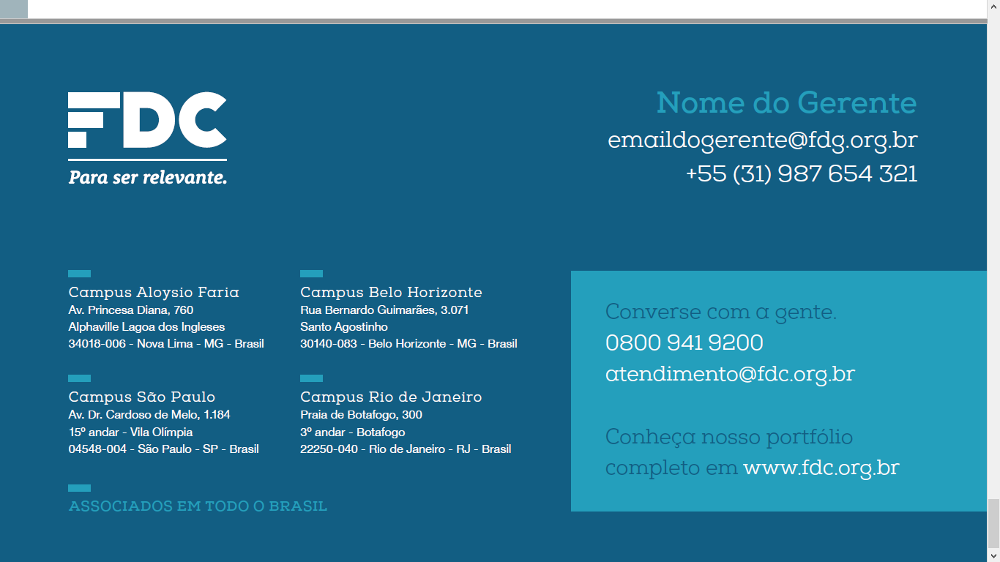 FDC
Para ser relevante.
Nome do Gerente
emaildogerente@fdg.org.br
+55 (31) 987 654 321
Campus Aloysio Faria
Av. Princesa Diana, 760
Alphaville Lagoa dos Ingleses
34018-006 - Nova Lima - MG - Brasil
Campus Belo Horizonte
Rua Bernardo Guimarães, 3.071
Santo Agostinho
30140-083 - Belo Horizonte - MG - Brasil
Campus São Paulo
Av. Dr. Cardoso de Melo, 1.184
15º andar - Vila Olímpia
04548-004 - São Paulo - SP - Brasil
Campus Rio de Janeiro
Praia de Botafogo, 300
3º andar - Botafogo
22250-040 - Rio de Janeiro - RJ - Brasil
ASSOCIADOS EM TODO O BRASIL
Converse com a gente.
0800 941 9200
atendimento@fdc.org.br
Conheça nosso portfólio
completo em www.fdc.org.br